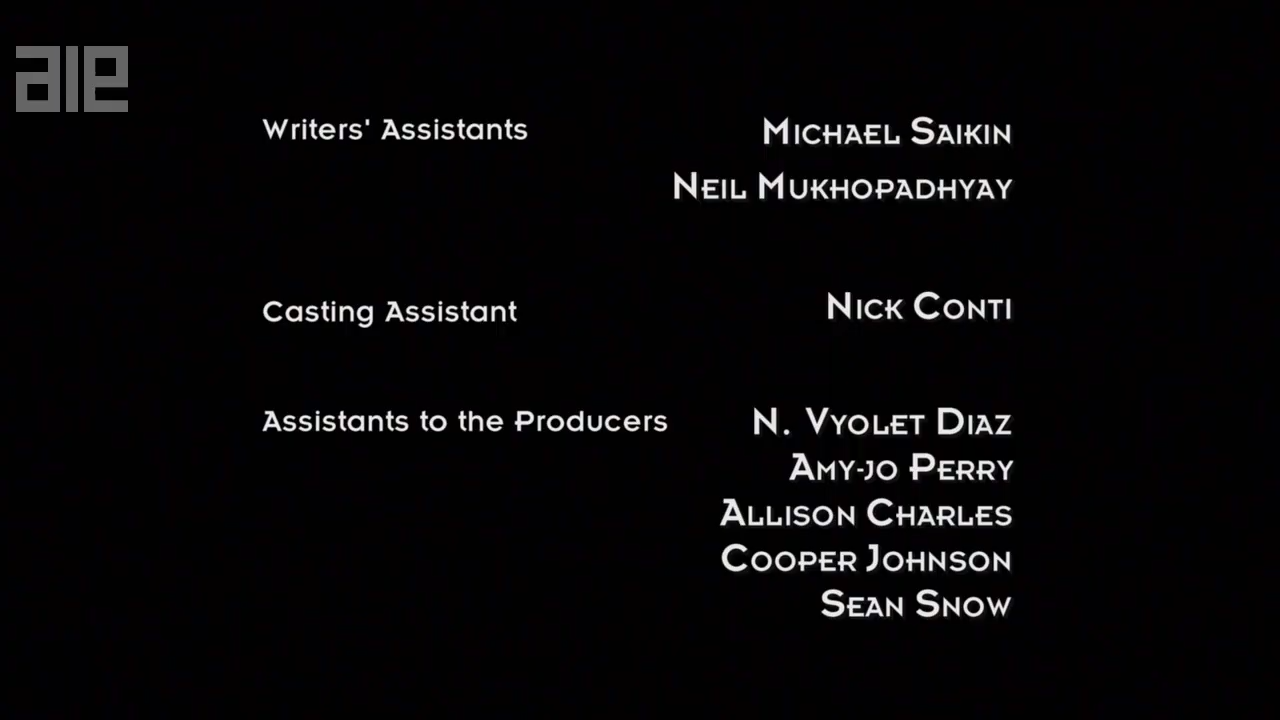 ale
Writers' Assistants Michael Saikin
Neil Mukhopadhyay
Casting Assistant Nick Conti
Assistants to the Producers N. Vyolet Diaz
Amy-jo Perry
Allison Charles
Cooper Johnson
Sean Snow